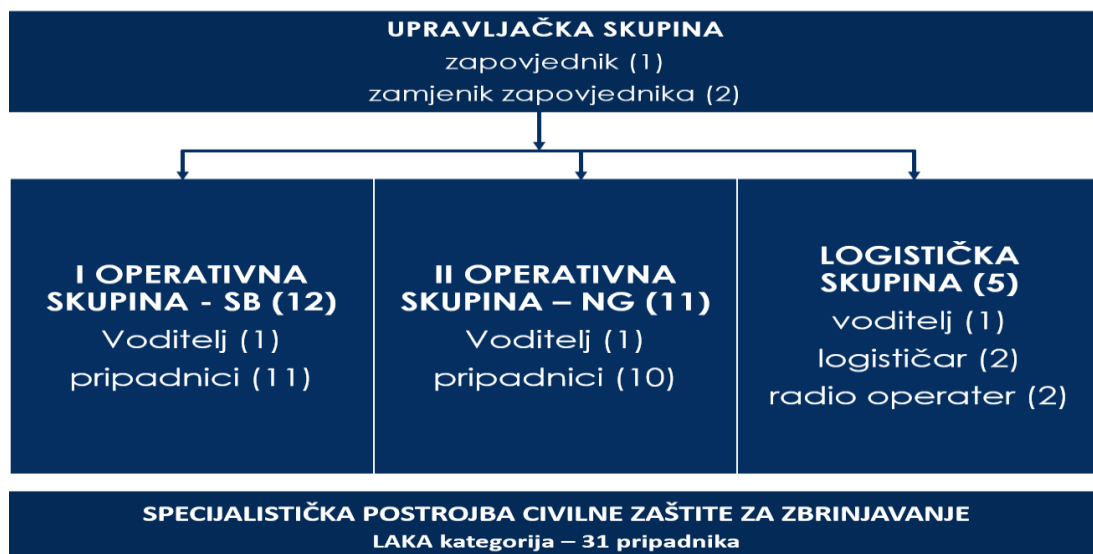 UPRAVLJAČKA SKUPINA
zapovjednik (1)
zamjenik zapovjednika (2)
I OPERATIVNA
SKUPINA - SB (12)
Voditelj (1)
pripadnici (11)
II OPERATIVNA
SKUPINA – NG (11)
Voditelj (1)
pripadnici (10)
LOGISTIČKA
SKUPINA (5)
voditelj (1)
logističar (2)
radio operater (2)
SPECIJALISTIČKA POSTROJBA CIVILNE ZAŠTITE ZA ZBRINJAVANJE
LAKA kategorija – 31 pripadnika